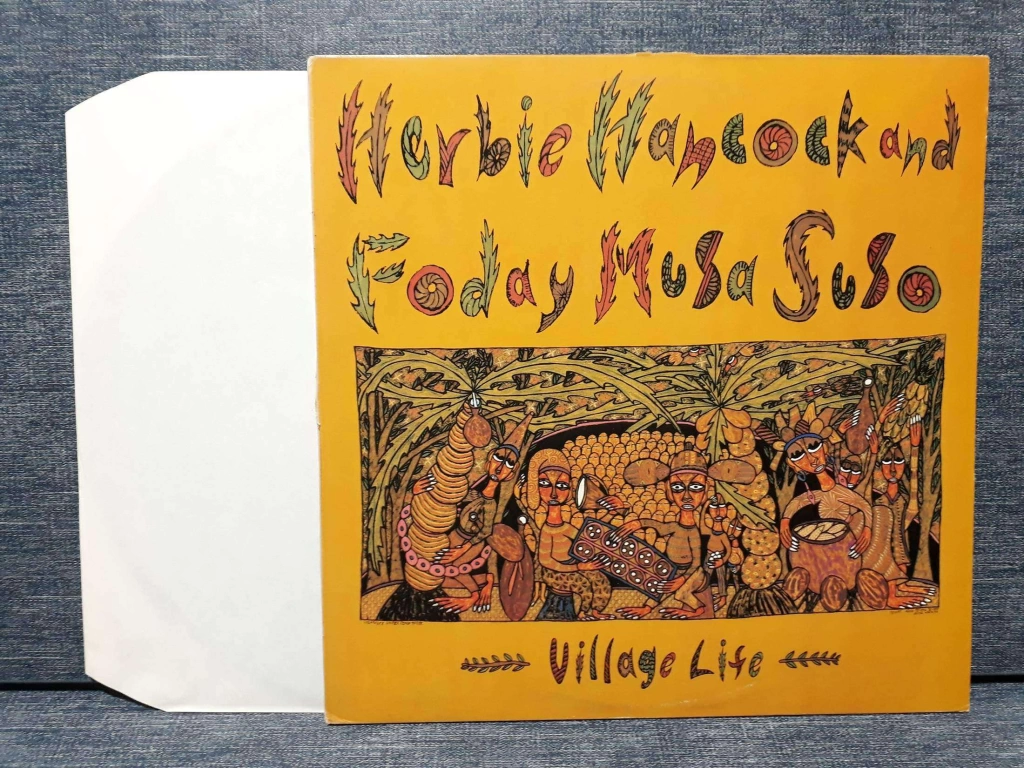 Herbie Hancock and
Foday Musa Suso
Village Life